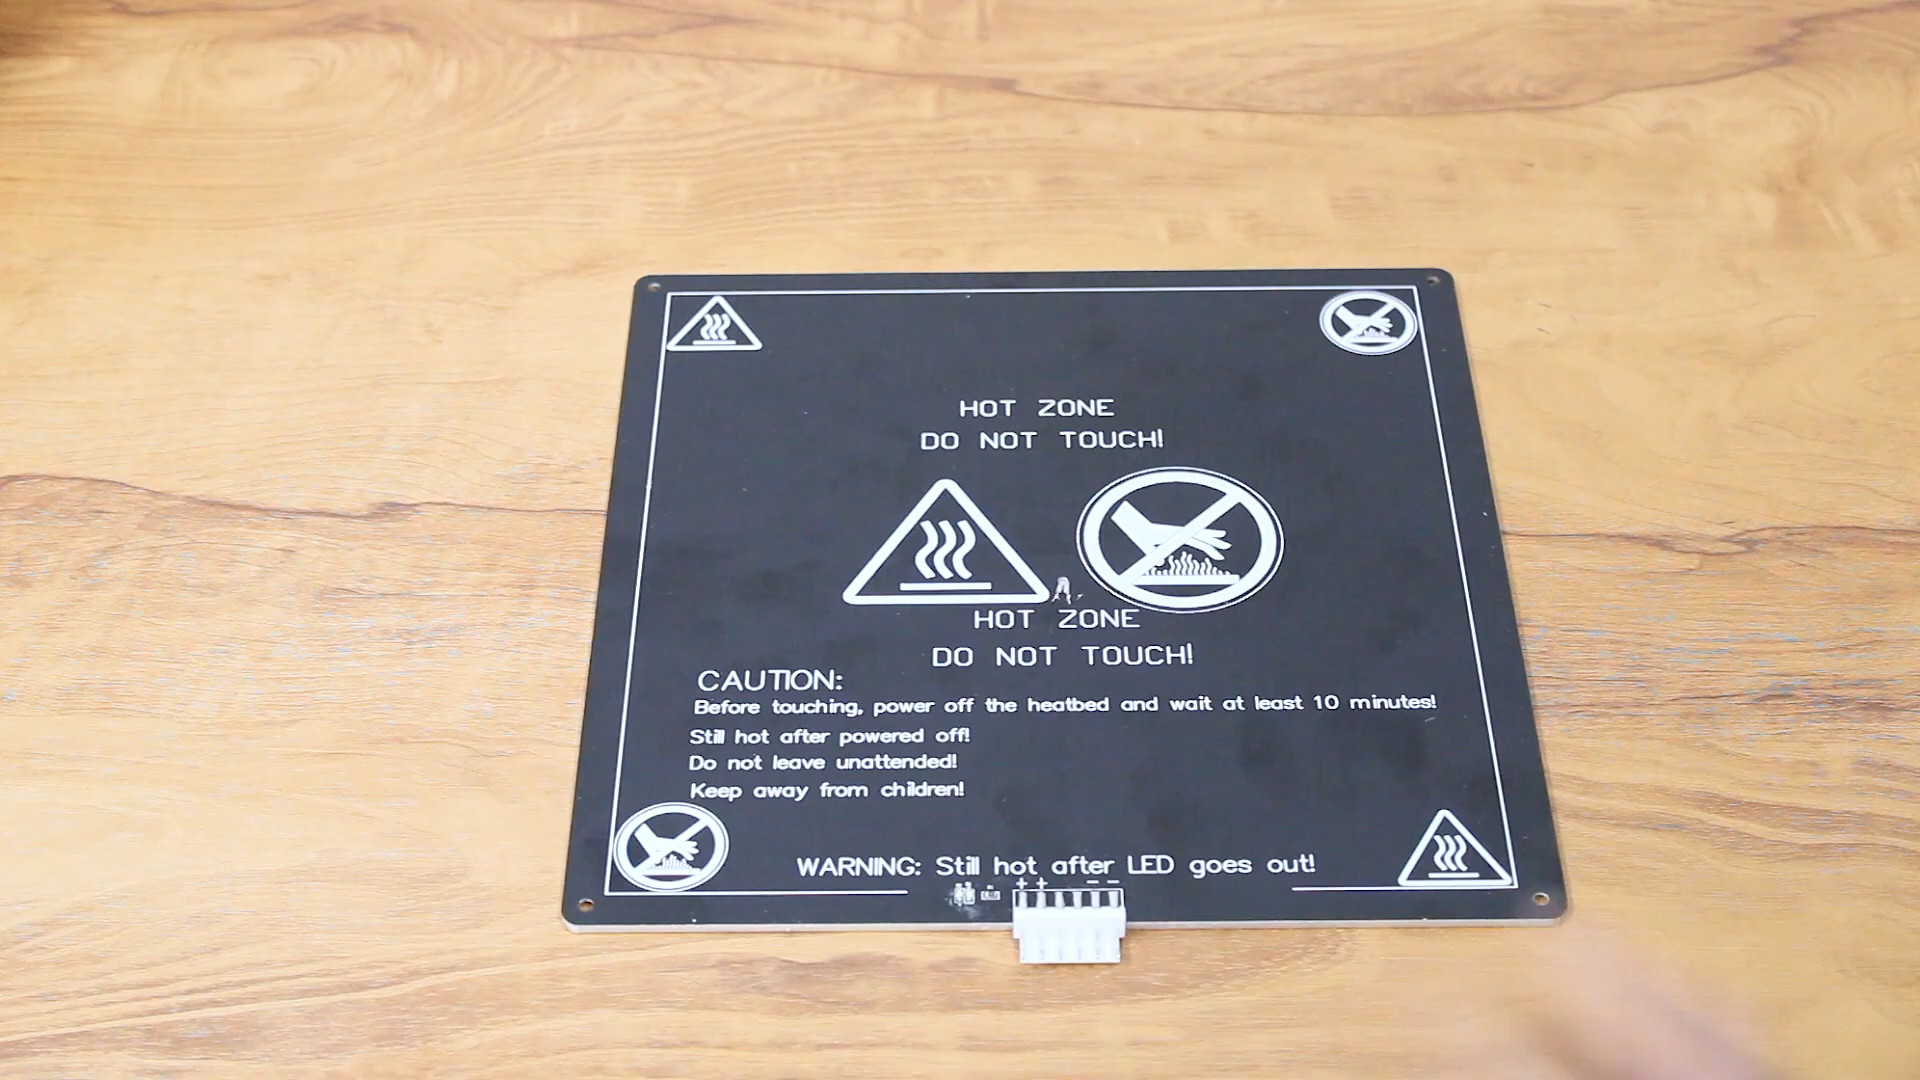 HOT ZONE
DO NOT TOUCH!
HOT ZONE
DO NOT TOUCH!
CAUTION:
Before touching, power off the heatbed and wait at least 10 minutes!
Still hot after powered off!
Do not leave unattended!
Keep away from children!
WARNING: Still hot after LED goes out!
+ + - -